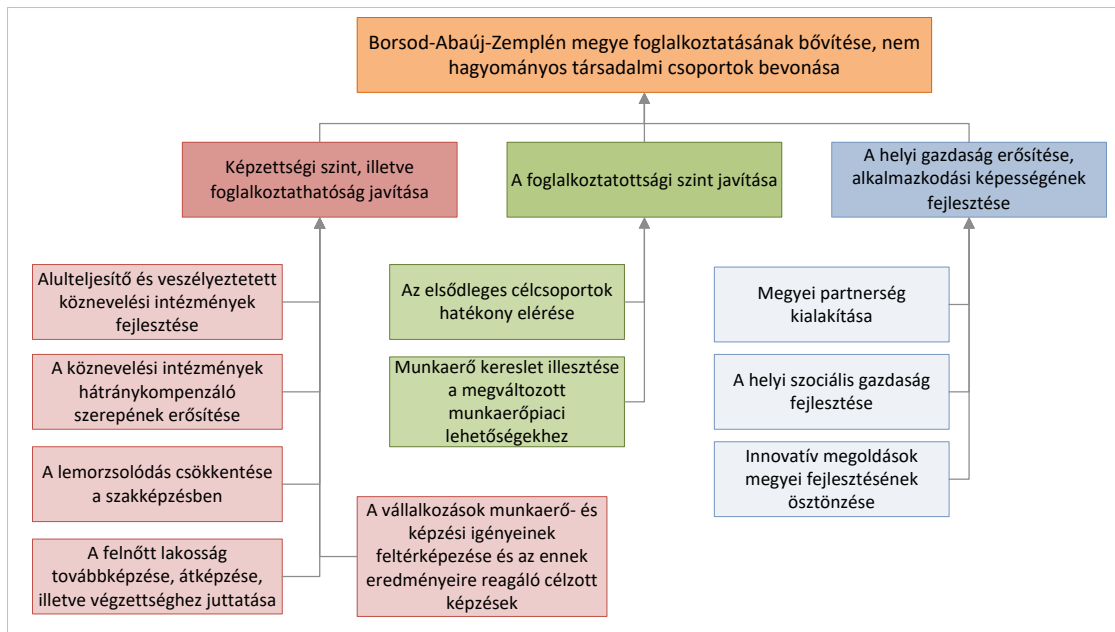 Borsod-Abaúj-Zemplén megye foglalkoztatásának bővítése, nem
hagyományos társadalmi csoportok bevonása
Képzettségi szint, illetve
foglalkoztathatóság javítása
A foglalkoztatottsági szint javítása
A helyi gazdaság erősítése,
alkalmazkodási képességének
fejlesztése
Alulteljesítő és veszélyeztetett
köznevelési intézmények
fejlesztése
A köznevelési intézmények
hátránykompenzáló
szerepének erősítése
A lemorzsolódás csökkentése
a szakképzésben
A felnőtt lakosság
továbbképzése, átképzése,
illetve végzettséghez juttatása
A vállalkozások munkaerő- és
képzési igényeinek
feltérképezése és az ennek
eredményeire reagáló célzott
képzések
Az elsődleges célcsoportok
hatékony elérése
Munkaerő kereslet illesztése
a megváltozott
munkaerőpiaci
lehetőségekhez
Megyei partnerség
kialakítása
A helyi szociális gazdaság
fejlesztése
Innovatív megoldások
megyei fejlesztésének
ösztönzése